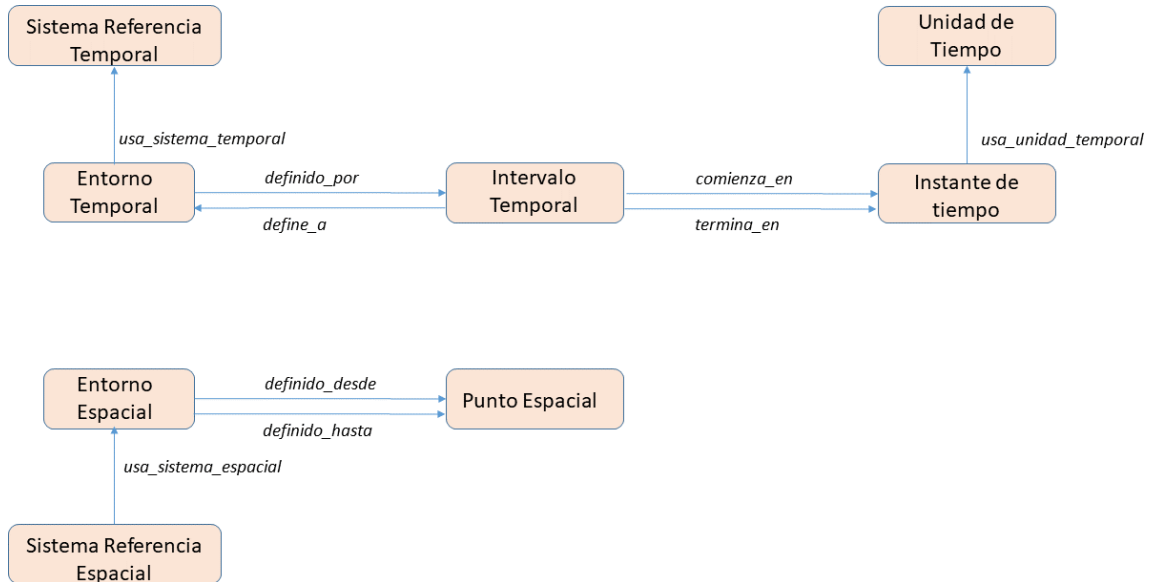 Sistema Referencia
Temporal
Unidad de
Tiempo
usa_sistema_temporal
usa_unidad_temporal
Entorno
Temporal
definido_por
define_a
Intervalo
Temporal
comienza_en
termina_en
Instante de
tiempo
Entorno
Espacial
definido_desde
definido_hasta
Punto Espacial
usa_sistema_espacial
Sistema Referencia
Espacial